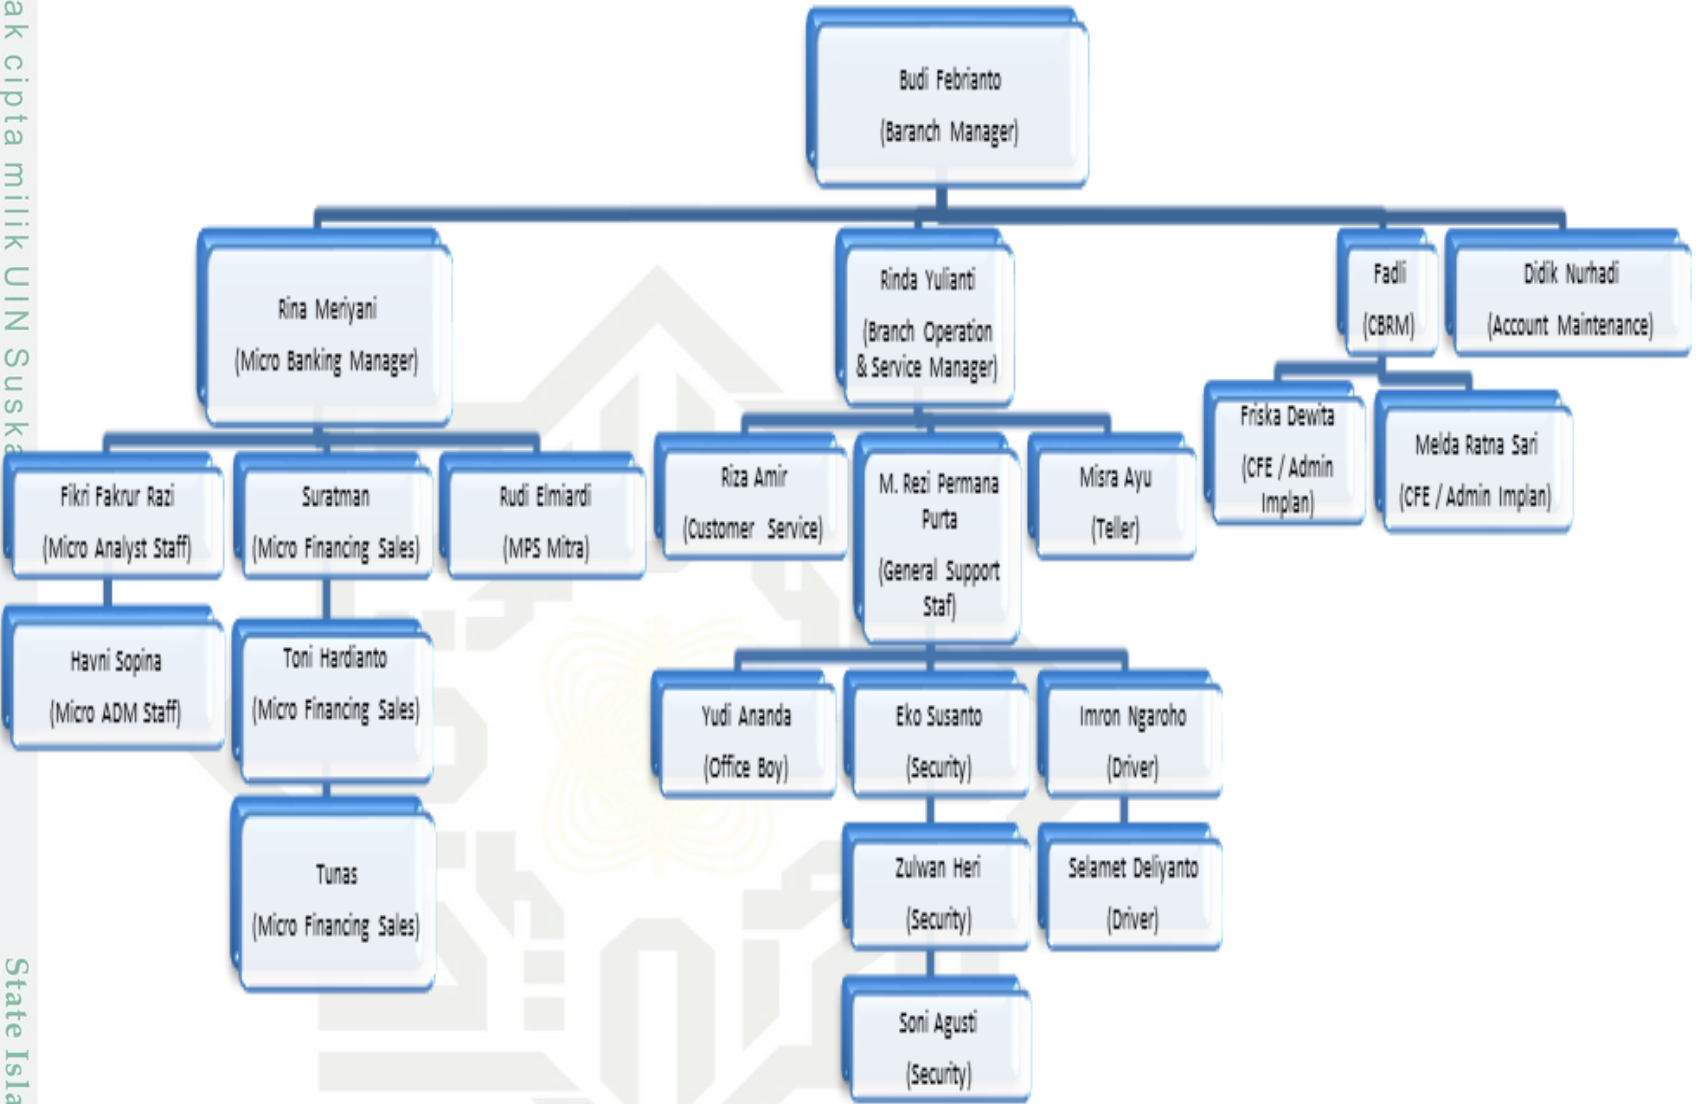 ak cipta milik UIN Suska
State Isla
Budi Febrianto
(Baranch Manager)
Rina Meriyani
(Micro Banking Manager)
Rinda Yulianti
(Branch Operation
& Service Manager)
Fadli
(CBRM)
Didik Nurhadi
(Account Maintenance)
Fikri Fakrur Razi
(Micro Analyst Staff)
Suratman
(Micro Financing Sales)
Rudi Elmiardi
(MPS Mitra)
Riza Amir
(Customer Service)
M. Rezi Permana
Purta
(General Support
Staf)
Misra Ayu
(Teller)
Friska Dewita
(CFE / Admin
Implan)
Melda Ratna Sari
(CFE / Admin Implan)
Havni Sopina
(Micro ADM Staff)
Toni Hardianto
(Micro Financing Sales)
Tunas
(Micro Financing Sales)
Yudi Ananda
(Office Boy)
Eko Susanto
(Security)
Imron Ngaroho
(Driver)
Zulwan Heri
(Security)
Selamet Deliyanto
(Driver)
Soni Agusti
(Security)